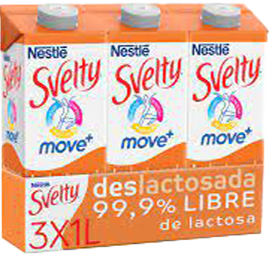 Nestlé Nestlé Nestlé
Svelty Svelty Svelty
move+ move+ move+
Nestlé
Svelty
3X1L
deslactosada
99,9% LIBRE
de lactosa